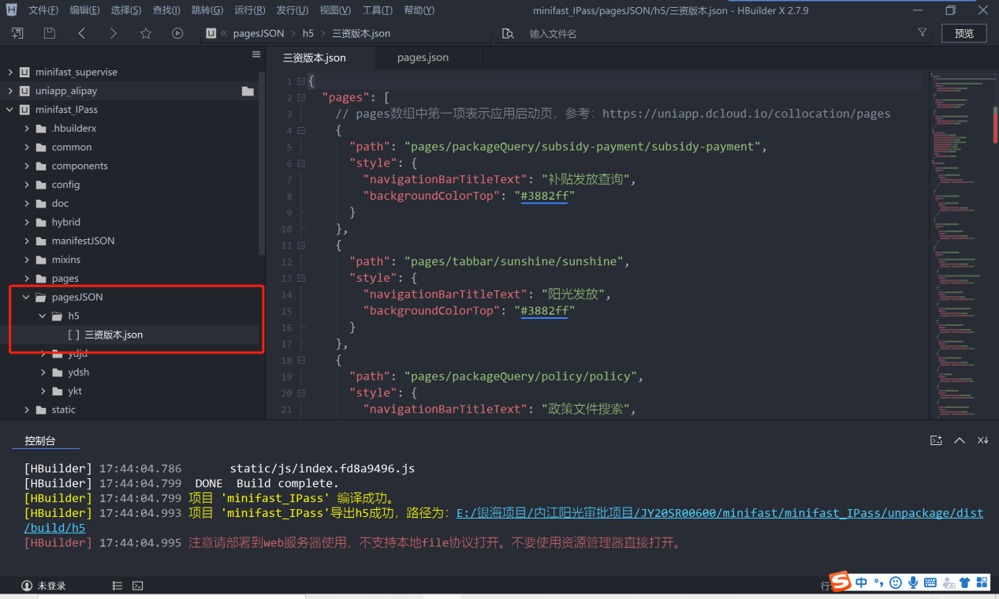 文件(F) 编辑(E) 选择(S) 查找(I) 跳转(G) 运行(R) 发行(U) 视图(V) 工具(T) 帮助(Y) minifast_IPass/pagesJSON/h5/三资版本.json - HBuilder X 2.7.9
pagesJSON h5 三资版本.json 输入文件名 预览
三资版本.json pages.json
minifast_supervise
uniapp_alipay
minifast_IPass
.hbuilderx
common
components
config
doc
hybrid
manifestJSON
mixins
pages
pagesJSON
h5
[ ] 三资版本.json
ydjd
ydsh
ykt
static
1 {
2 "pages": [
3 // pages数组中第一项表示应用启动页，参考：https://uniapp.dcloud.io/collocation/pages
4 {
5 "path": "pages/packageQuery/subsidy-payment/subsidy-payment",
6 "style": {
7 "navigationBarTitleText": "补贴发放查询",
8 "backgroundColorTop": "#3882ff"
9 }
10 },
11 {
12 "path": "pages/tabbar/sunshine/sunshine",
13 "style": {
14 "navigationBarTitleText": "阳光发放",
15 "backgroundColorTop": "#3882ff"
16 }
17 },
18 {
19 "path": "pages/packageQuery/policy/policy",
20 "style": {
21 "navigationBarTitleText": "政策文件搜索",
控制台
[HBuilder] 17:44:04.786 static/js/index.fd8a9496.js
[HBuilder] 17:44:04.799 DONE Build complete.
[HBuilder] 17:44:04.799 项目 'minifast_IPass' 编译成功。
[HBuilder] 17:44:04.993 项目 'minifast_IPass'导出h5成功，路径为：E:/银海项目/内江阳光审批项目/JY20SR00600/minifast/minifast_IPass/unpackage/dist
/build/h5
[HBuilder] 17:44:04.995 注意请部署到web服务器使用，不支持本地file协议打开。不要使用资源管理器直接打开。
未登录 行 中